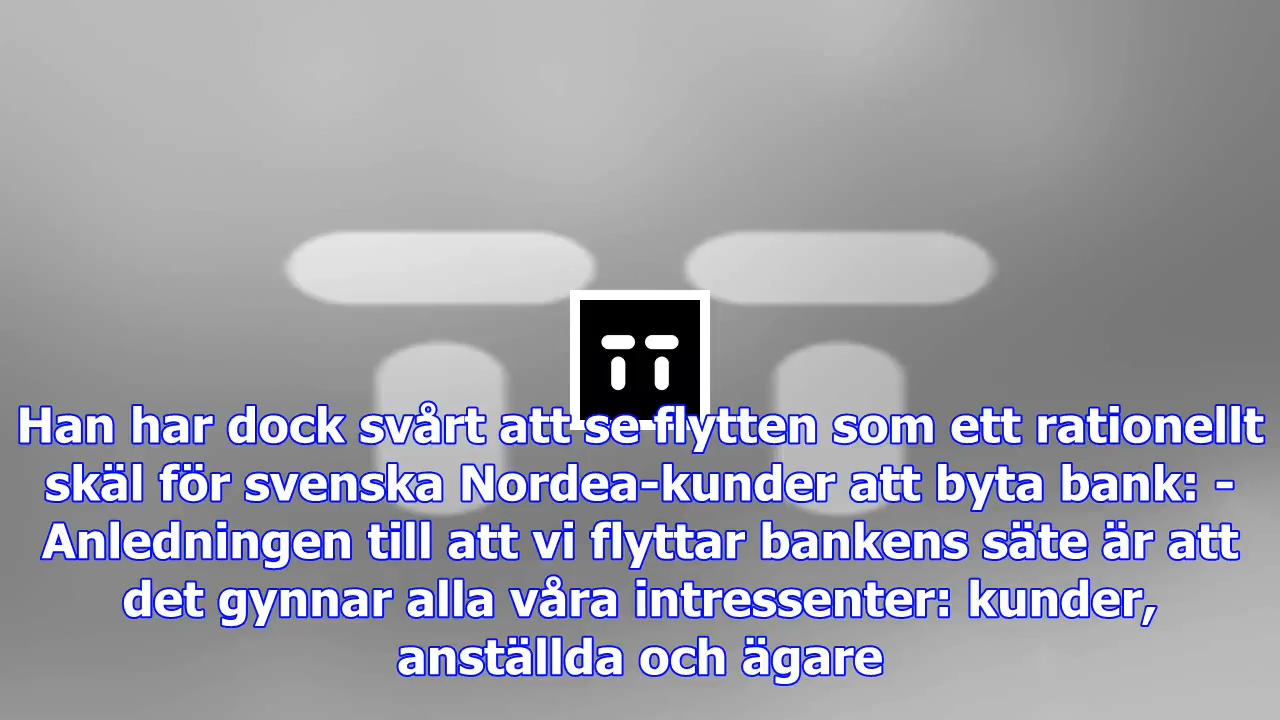 Han har dock svårt att se flytten som ett rationellt
skäl för svenska Nordea-kunder att byta bank: -
Anledningen till att vi flyttar bankens säte är att
det gynnar alla våra intressenter: kunder,
anställda och ägare